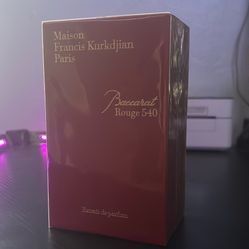 Maison
Francis Kurkdjian
Paris
Baccarat
Rouge 540
Extrait de parfum